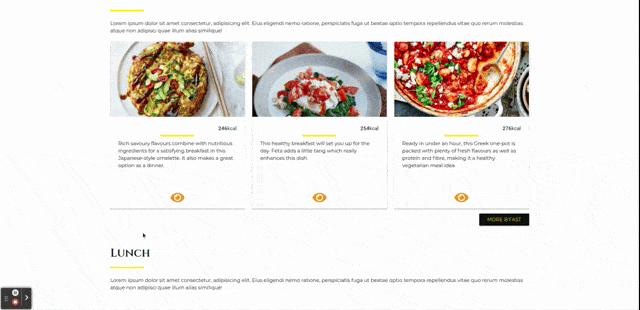 Lorem ipsum dolor sit amet consectetur, adipisicing elit. Eius eligendi nemo ratione, perspiciatis fuga ut beatae optio tempora repellendus vitae quo rerum molestias
atque non adipisci quae illum alias similique!
246kcal
Rich savoury flavours combine with nutritious
ingredients for a satisfying breakfast in this
Japanese-style omelette. It also makes a great
option as a dinner.
254kcal
This healthy breakfast will set you up for the
day. Feta adds a little tang which really
enhances this dish.
276kcal
Ready in under an hour, this Greek one-pot is
packed with plenty of fresh flavours as well as
protein and fibre, making it a healthy
vegetarian meal idea.
MORE B.FAST
Lunch
Lorem ipsum dolor sit amet consectetur, adipisicing elit. Eius eligendi nemo ratione, perspiciatis fuga ut beatae optio tempora repellendus vitae quo rerum molestias
atque non adipisci quae illum alias similique!